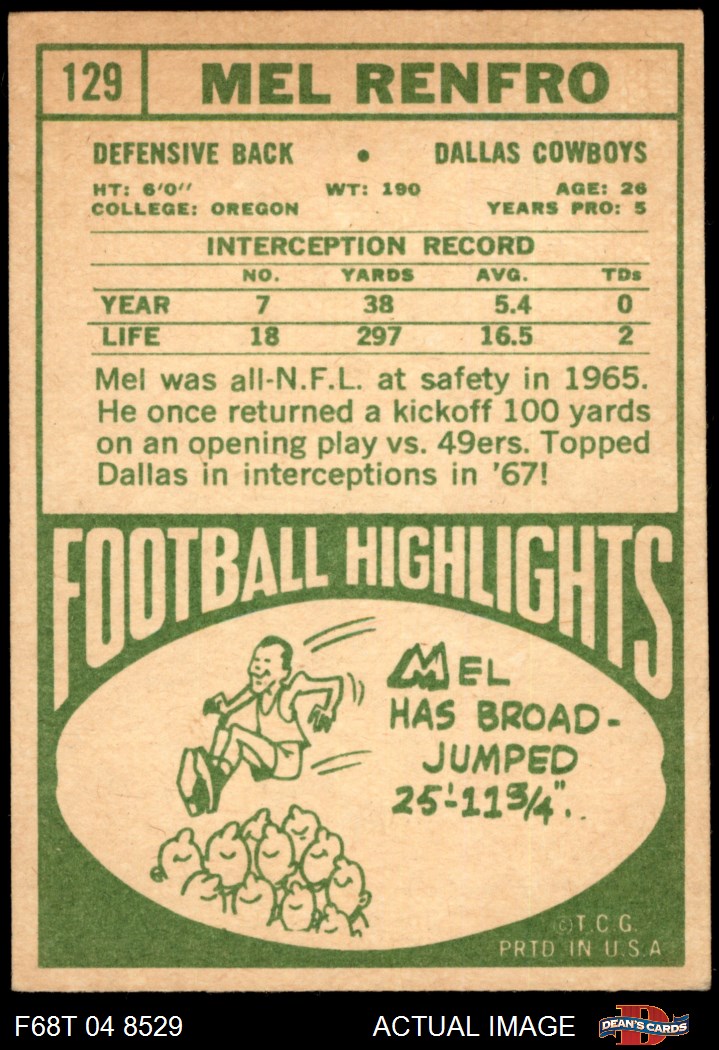 129 MEL RENFRO
DEFENSIVE BACK • DALLAS COWBOYS
HT: 6'0" WT: 190 AGE: 26
COLLEGE: OREGON YEARS PRO: 5
INTERCEPTION RECORD
NO. YARDS AVG. TDs
YEAR 7 38 5.4 0
LIFE 18 297 16.5 2
Mel was all-N.F.L. at safety in 1965.
He once returned a kickoff 100 yards
on an opening play vs. 49ers. Topped
Dallas in interceptions in '67!
FOOTBALL HIGHLIGHTS
MEL
HAS BROAD-
JUMPED
25'-11 3/4"..
©T.C.G.
PRTD IN U.S.A
F68T 04 8529 ACTUAL IMAGE D DEAN'S CARDS